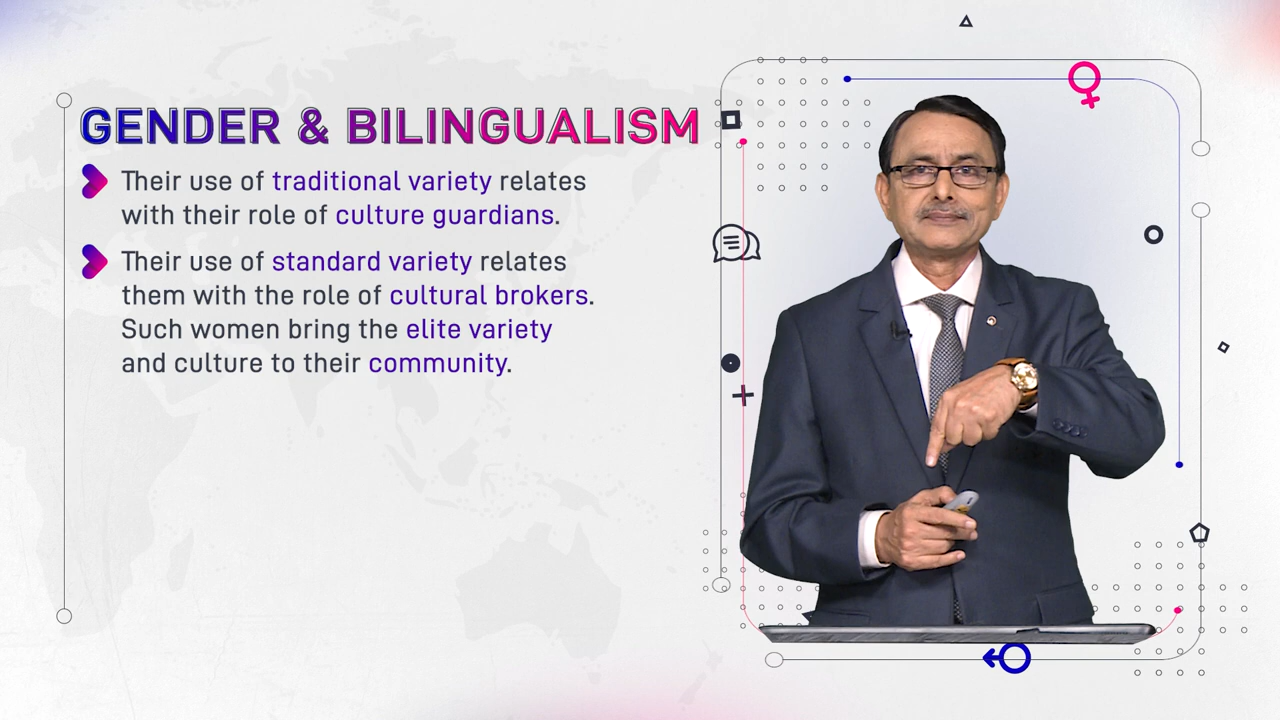 GENDER & BILINGUALISM
Their use of traditional variety relates
with their role of culture guardians.
Their use of standard variety relates
them with the role of cultural brokers.
Such women bring the elite variety
and culture to their community.